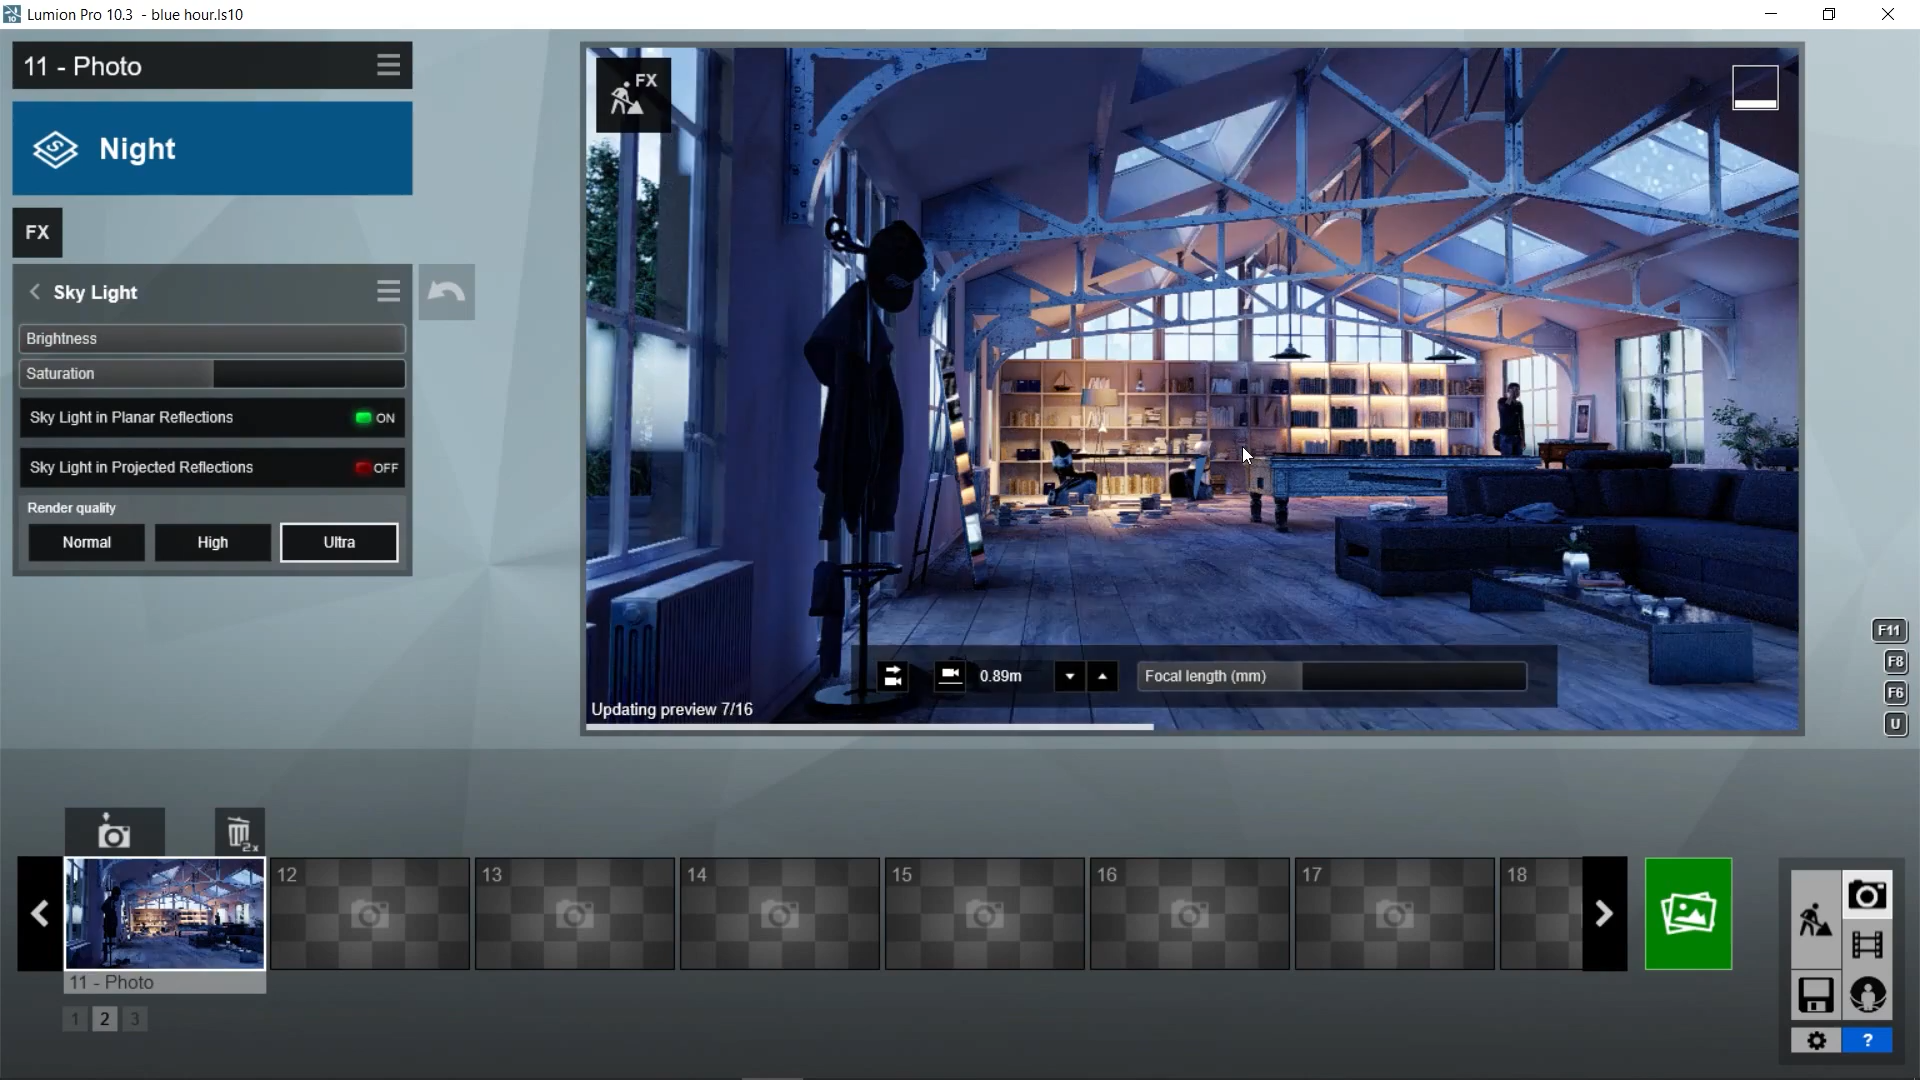 Lumion Pro 10.3 - blue hour.ls10
11 - Photo
Night
FX
Sky Light
Brightness
Saturation
Sky Light in Planar Reflections ON
Sky Light in Projected Reflections OFF
Render quality
Normal High Ultra
FX
0.89m Focal length (mm)
Updating preview 7/16
F11
F8
F6
U
2x
12 13 14 15 16 17 18
11 - Photo
1 2 3
?